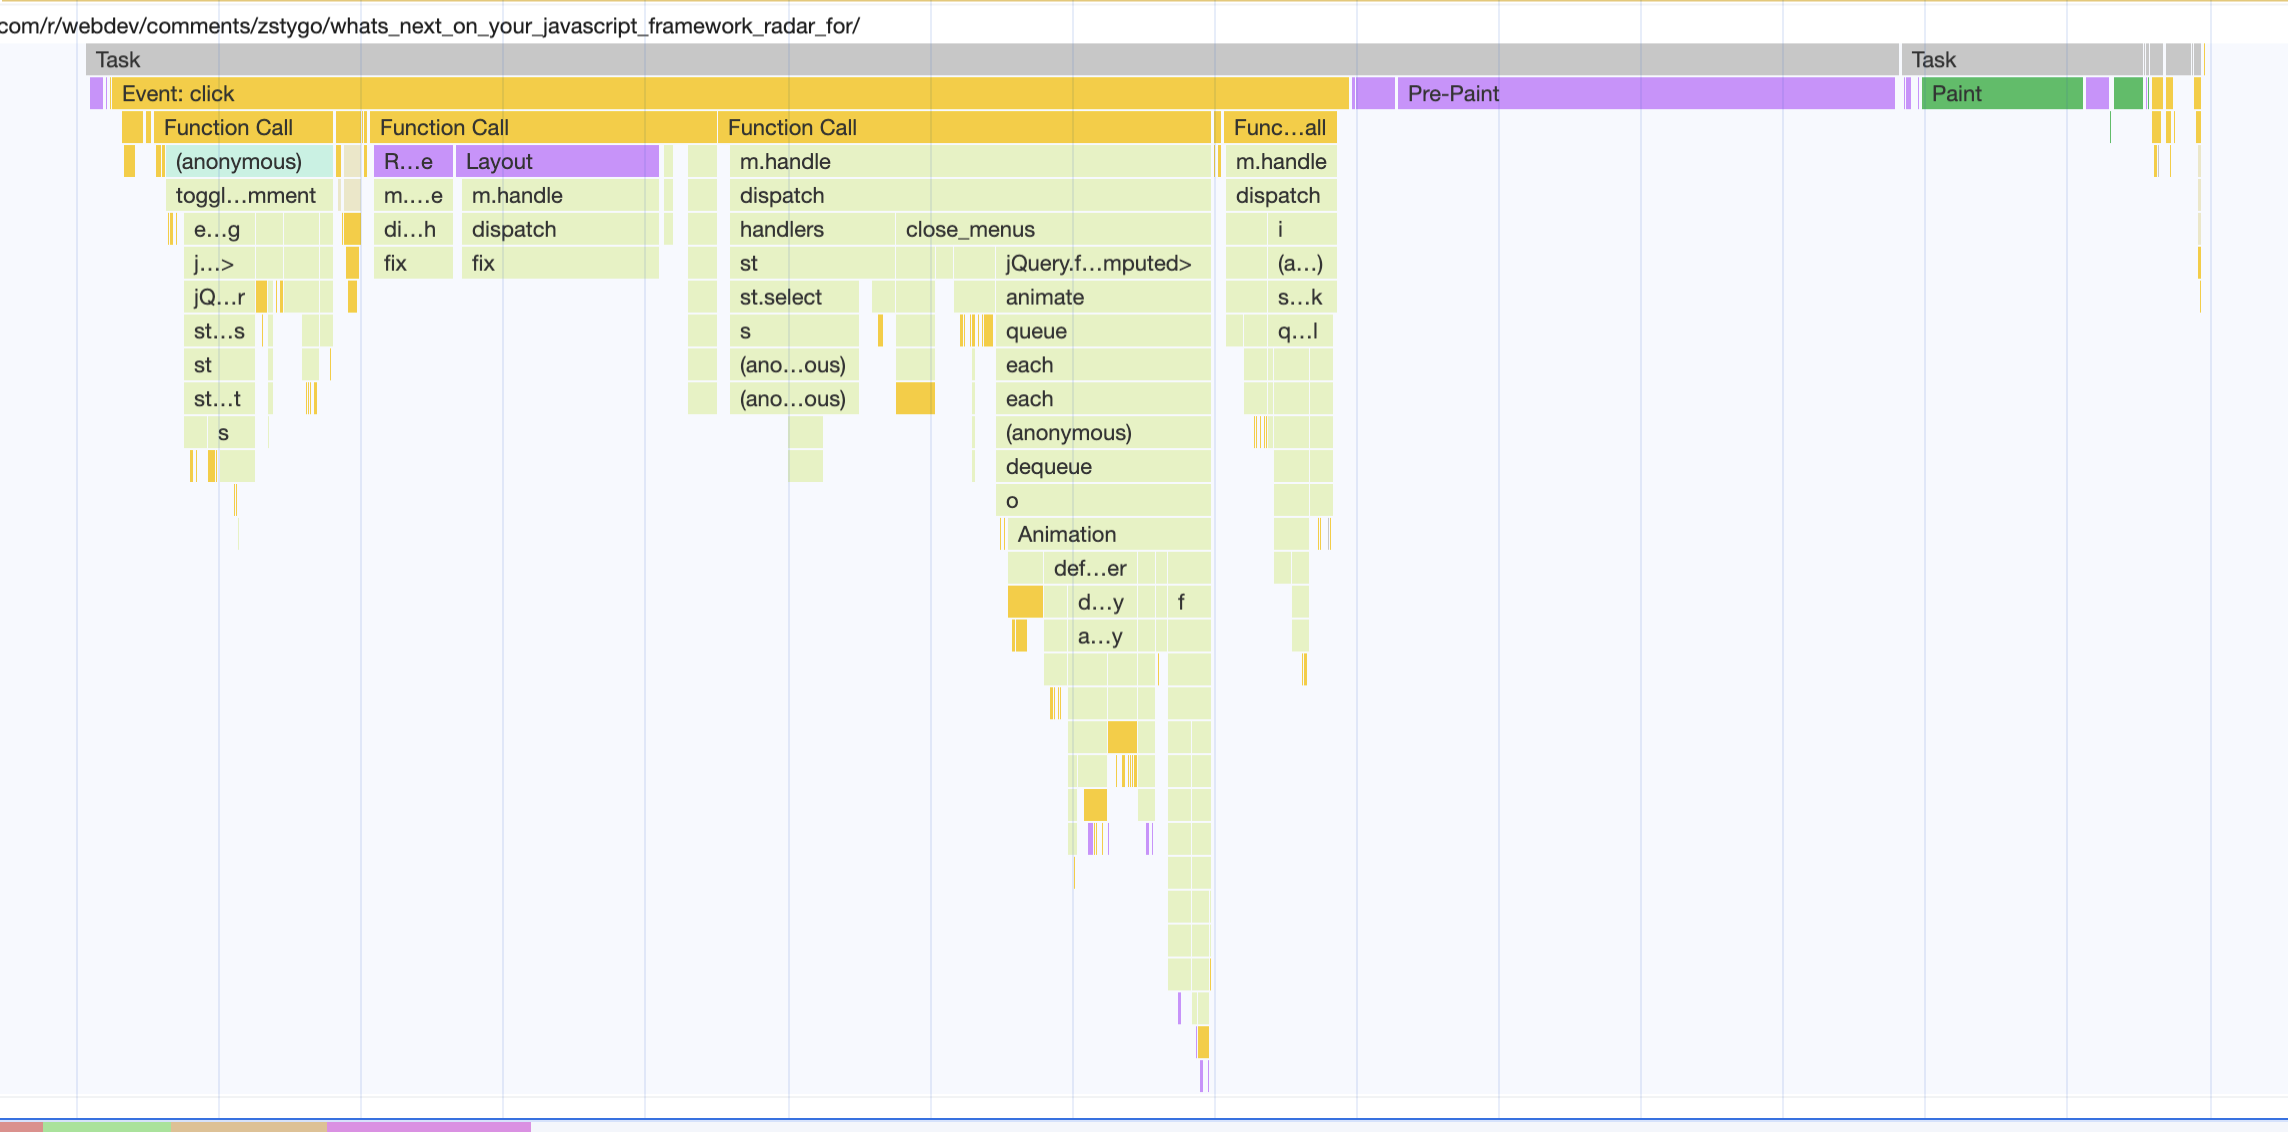 com/r/webdev/comments/zstygo/whats_next_on_your_javascript_framework_radar_for/
Task Task
Event: click Pre-Paint Paint
Function Call Function Call Function Call Func…all
(anonymous) R…e Layout m.handle m.handle
toggl…mment m.…e m.handle dispatch dispatch
e…g di…h dispatch handlers close_menus i
j…> fix fix st jQuery.f…mputed> (a…)
jQ…r st.select animate s…k
st…s s queue q…l
st (ano…ous) each
st…t (ano…ous) each
s (anonymous)
dequeue
o
Animation
def…er
d…y f
a…y